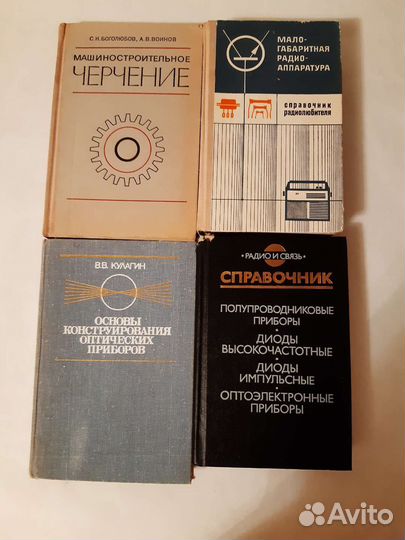 С.К. БОГОЛЮБОВ, А.В. ВОИНОВ
МАШИНОСТРОИТЕЛЬНОЕ
ЧЕРЧЕНИЕ
МАЛО-
ГАБАРИТНАЯ
РАДИО-
АППАРАТУРА
справочник
радиолюбителя
В.В. КУЛАГИН
ОСНОВЫ
КОНСТРУИРОВАНИЯ
ОПТИЧЕСКИХ
ПРИБОРОВ
• РАДИО И СВЯЗЬ •
СПРАВОЧНИК
ПОЛУПРОВОДНИКОВЫЕ
ПРИБОРЫ
•
ДИОДЫ
ВЫСОКОЧАСТОТНЫЕ
•
ДИОДЫ
ИМПУЛЬСНЫЕ
•
ОПТОЭЛЕКТРОННЫЕ
ПРИБОРЫ
Avito